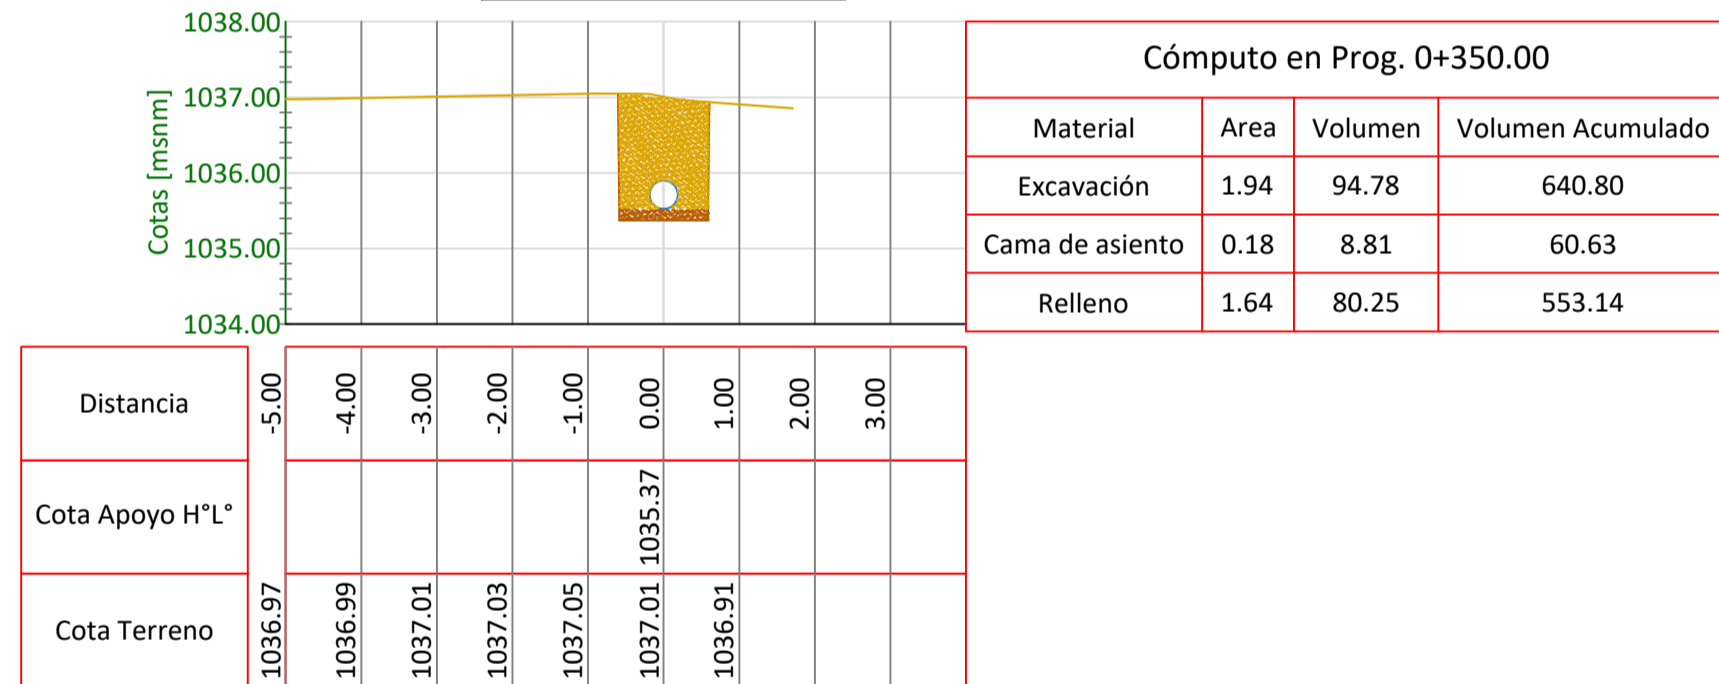 1038.00
1037.00
1036.00
1035.00
1034.00
Cotas [msnm]
Cómputo en Prog. 0+350.00
Material Area Volumen Volumen Acumulado
Excavación 1.94 94.78 640.80
Cama de asiento 0.18 8.81 60.63
Relleno 1.64 80.25 553.14
Distancia -5.00 -4.00 -3.00 -2.00 -1.00 0.00 1.00 2.00 3.00
Cota Apoyo H°L° 1035.37
Cota Terreno 1036.97 1036.99 1037.01 1037.03 1037.05 1037.01 1036.91